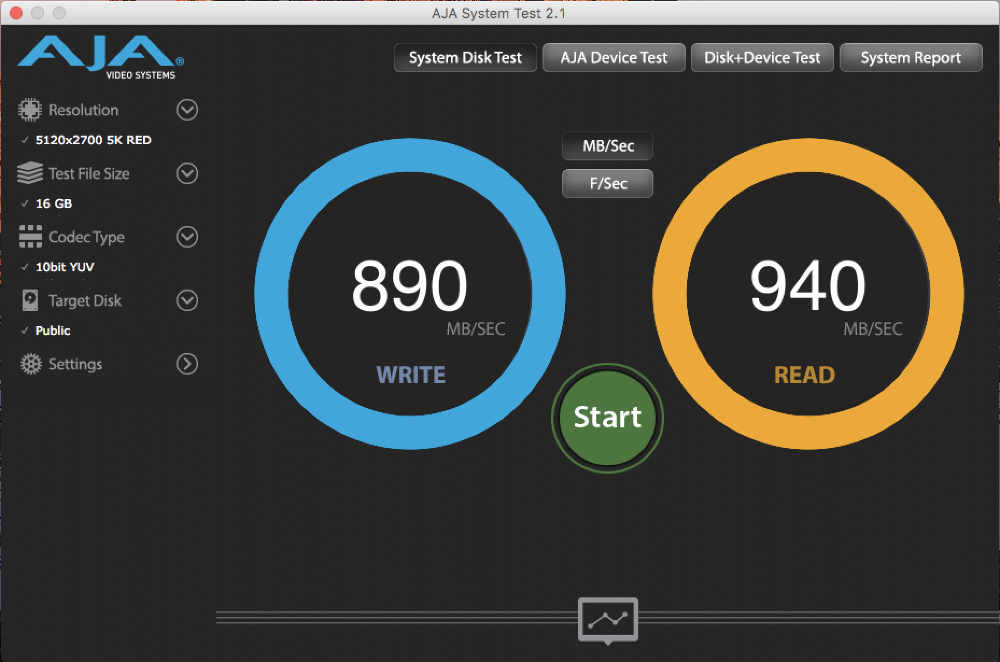 AJA System Test 2.1
AJA®
VIDEO SYSTEMS
System Disk Test
AJA Device Test
Disk+Device Test
System Report
Resolution
✓ 5120x2700 5K RED
Test File Size
✓ 16 GB
Codec Type
✓ 10bit YUV
Target Disk
✓ Public
Settings
MB/Sec
F/Sec
890
MB/SEC
WRITE
940
MB/SEC
READ
Start